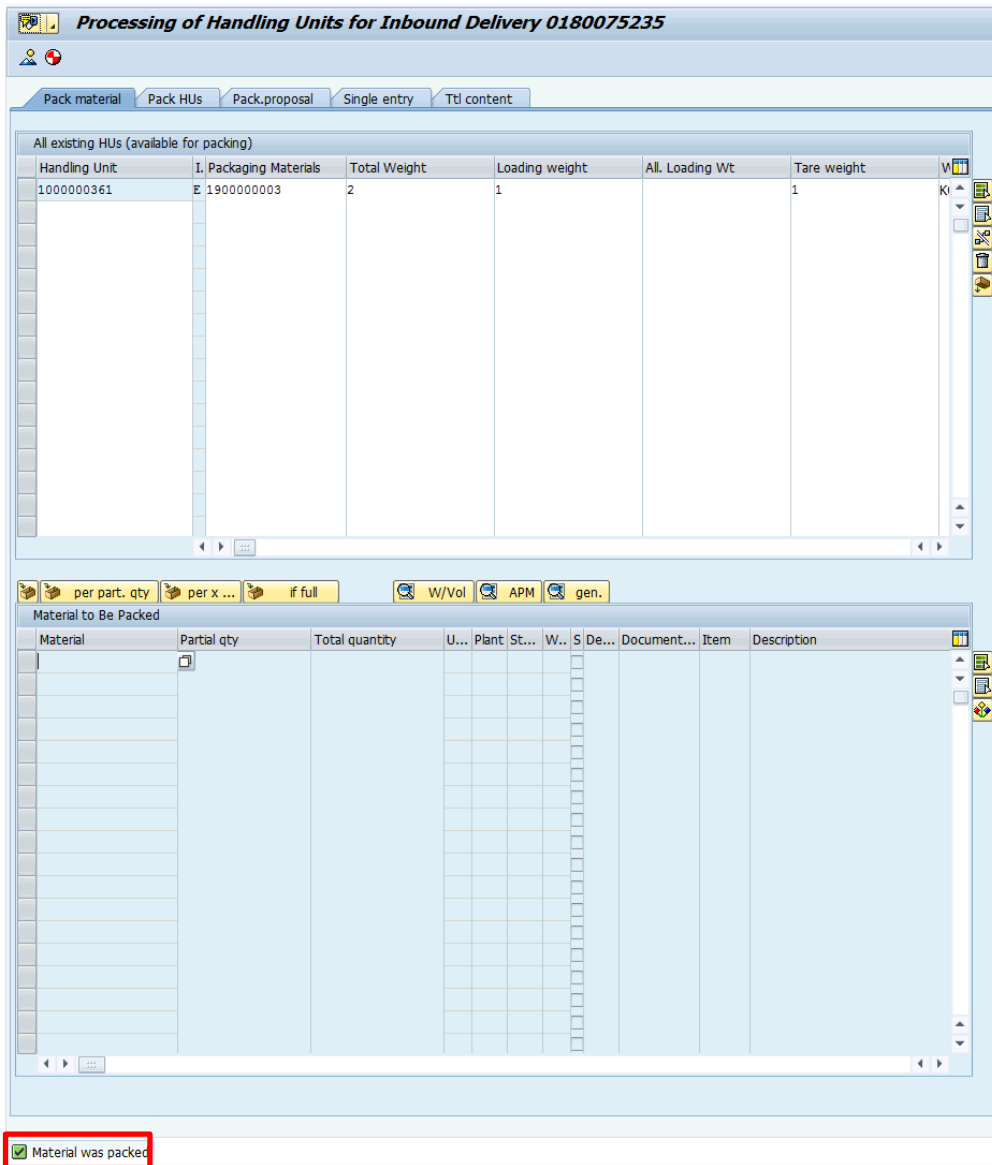 Processing of Handling Units for Inbound Delivery 0180075235
Pack material Pack HUs Pack.proposal Single entry Ttl content
All existing HUs (available for packing)
Handling Unit I. Packaging Materials Total Weight Loading weight All. Loading Wt Tare weight
1000000361 E 1900000003 2 1 1
per part. qty per x ... if full W/Vol APM gen.
Material to Be Packed
Material Partial qty Total quantity U... Plant St... W.. S De... Document... Item Description
Material was packed